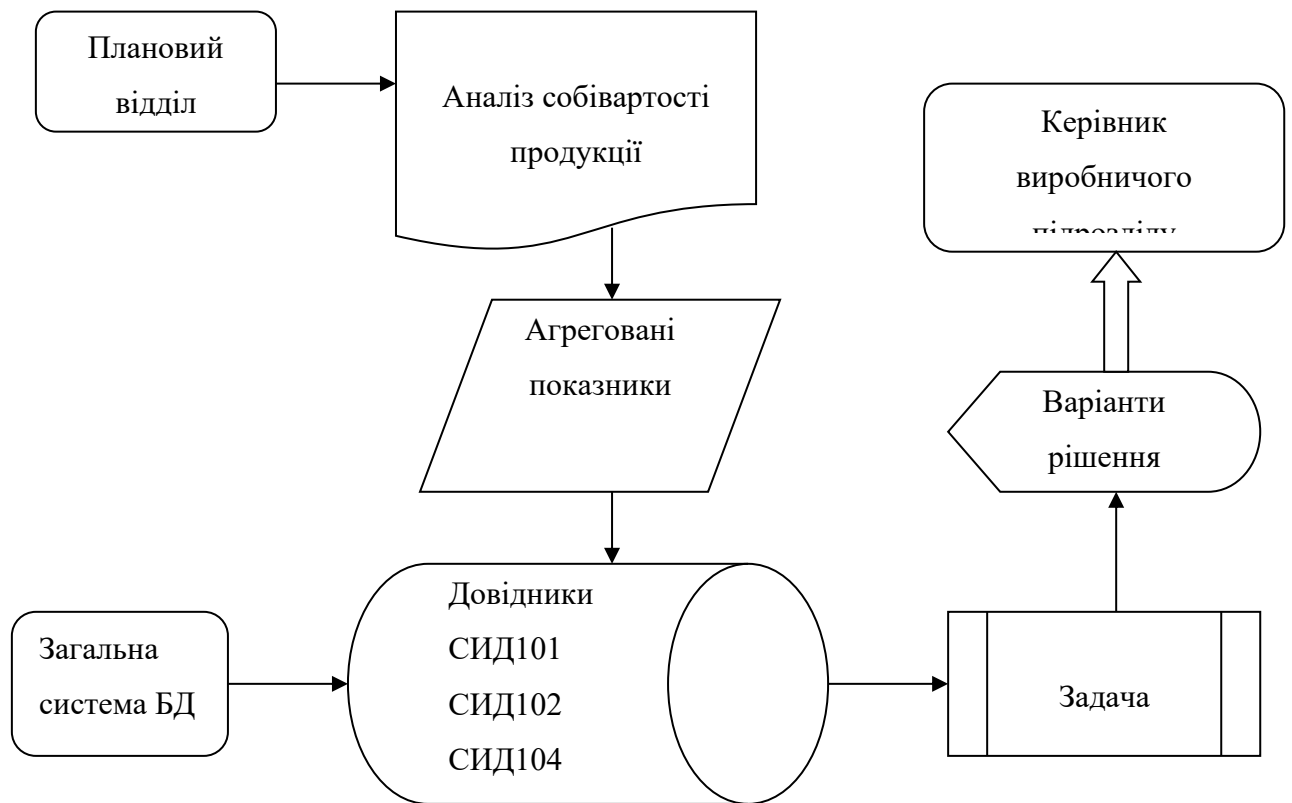 Плановий
відділ
Аналіз собівартості
продукції
Керівник
виробничого
підрозділу
Агреговані
показники
Варіанти
рішення
Довідники
СИД101
СИД102
СИД104
Загальна
система БД
Задача